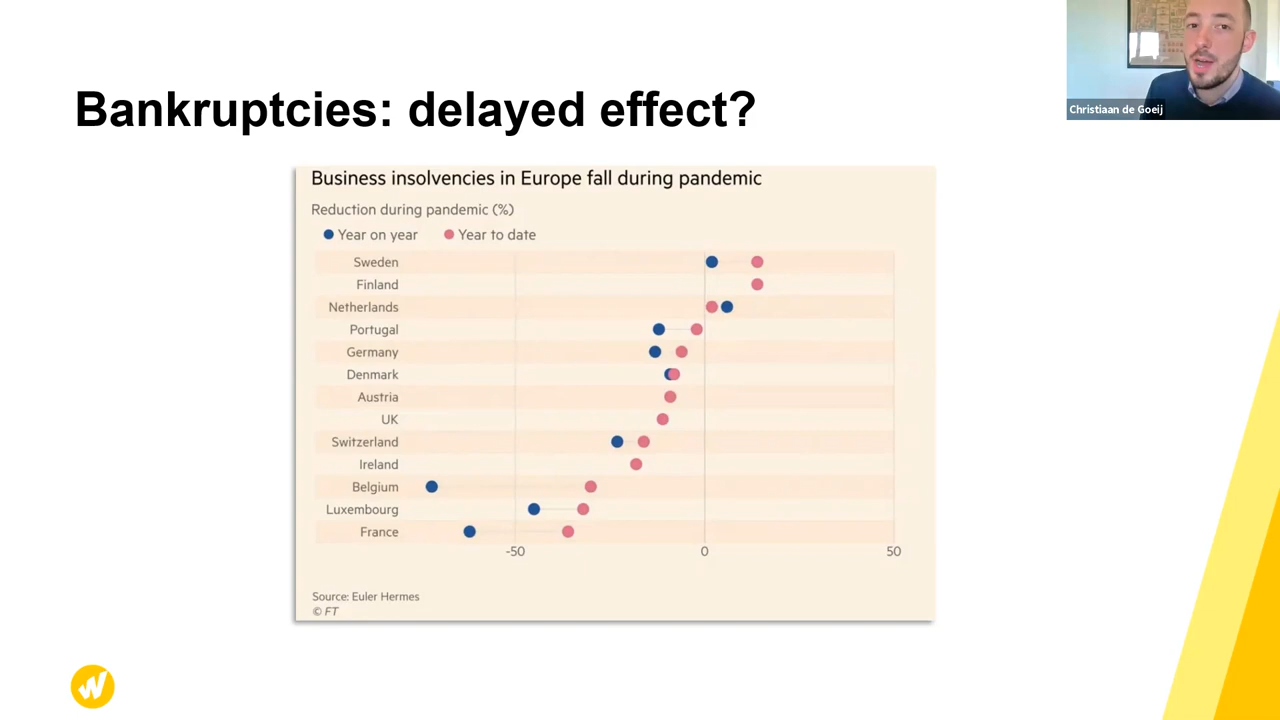 Bankruptcies: delayed effect?
Christiaan de Goeij
Business insolvencies in Europe fall during pandemic
Reduction during pandemic (%)
Year on year Year to date
Sweden
Finland
Netherlands
Portugal
Germany
Denmark
Austria
UK
Switzerland
Ireland
Belgium
Luxembourg
France
-50 0 50
Source: Euler Hermes
© FT